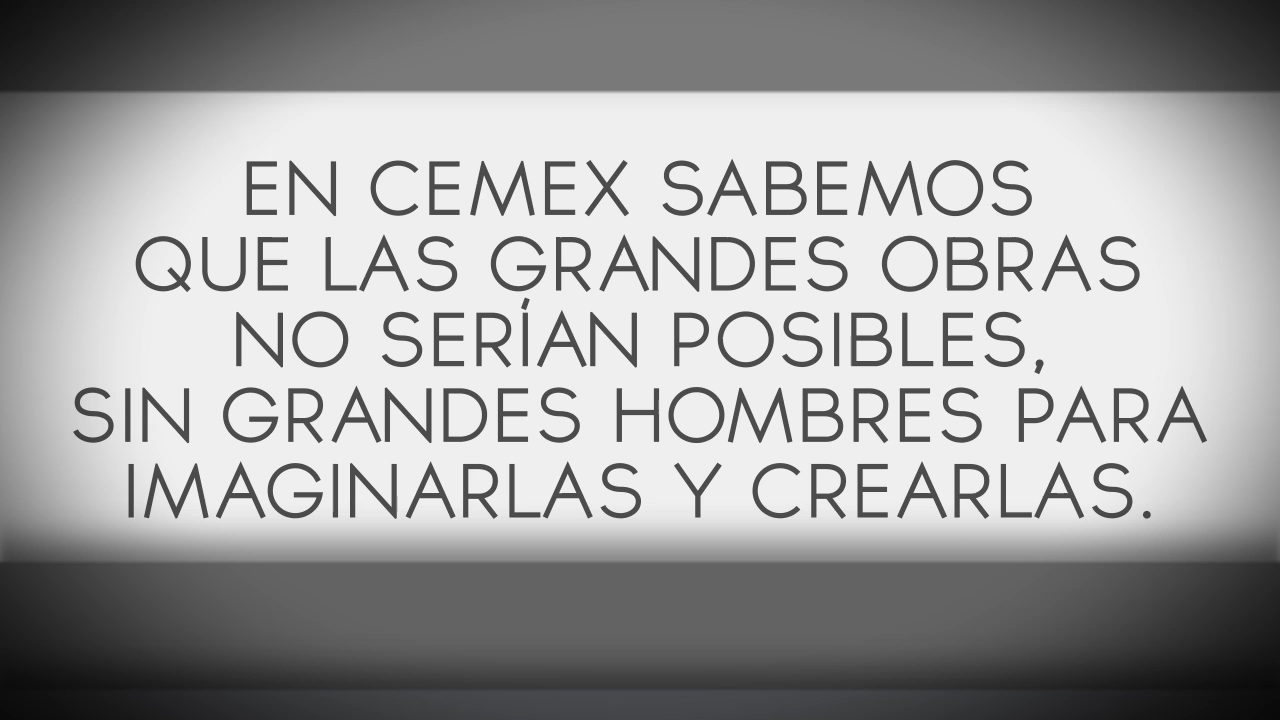 EN CEMEX SABEMOS
QUE LAS GRANDES OBRAS
NO SERÍAN POSIBLES,
SIN GRANDES HOMBRES PARA
IMAGINARLAS Y CREARLAS.